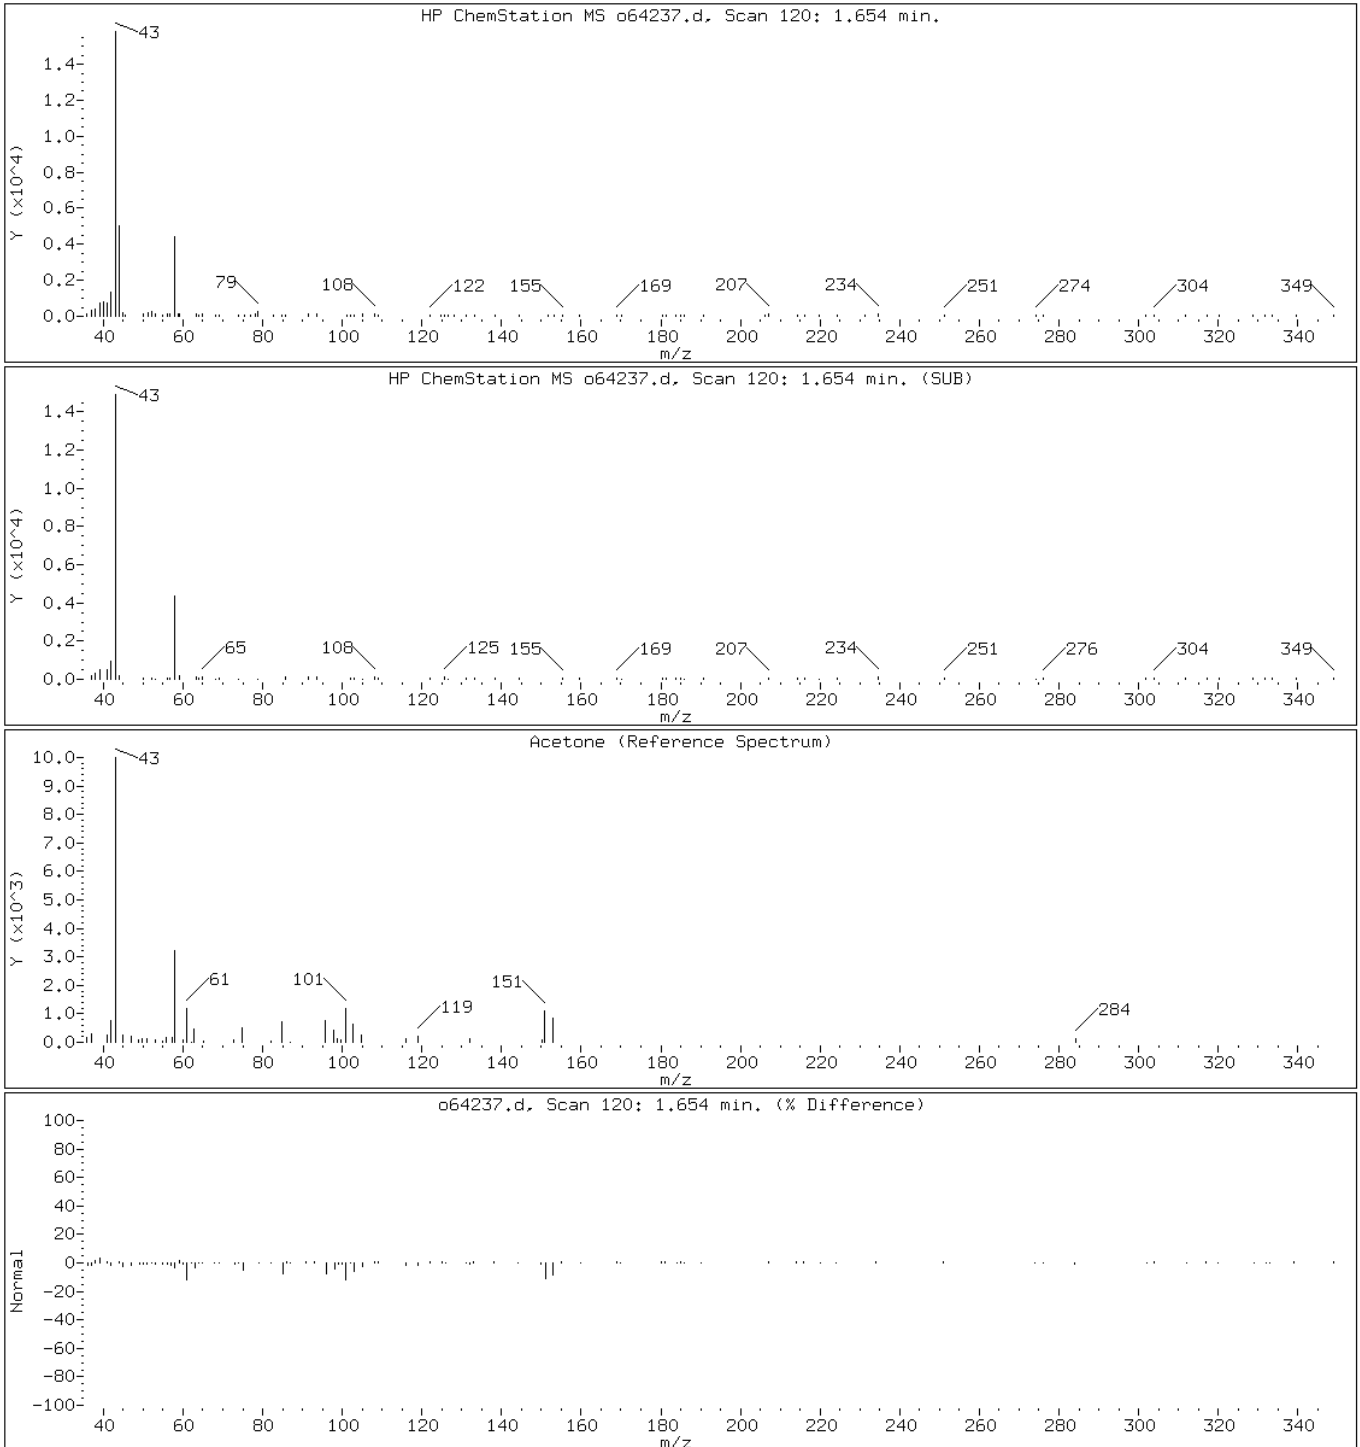 HP ChemStation MS o64237.d, Scan 120: 1.654 min.
43
1.4
1.2
1.0
0.8
0.6
0.4
0.2
0.0
Y (x10^4)
79 108 122 155 169 207 234 251 274 304 349
40 60 80 100 120 140 160 180 200 220 240 260 280 300 320 340
m/z
HP ChemStation MS o64237.d, Scan 120: 1.654 min. (SUB)
43
1.4
1.2
1.0
0.8
0.6
0.4
0.2
0.0
Y (x10^4)
65 108 125 155 169 207 234 251 276 304 349
40 60 80 100 120 140 160 180 200 220 240 260 280 300 320 340
m/z
Acetone (Reference Spectrum)
43
10.0
9.0
8.0
7.0
6.0
5.0
4.0
3.0
2.0
1.0
0.0
Y (x10^3)
61 101 119 151 284
40 60 80 100 120 140 160 180 200 220 240 260 280 300 320 340
m/z
o64237.d, Scan 120: 1.654 min. (% Difference)
100
80
60
40
20
0
-20
-40
-60
-80
-100
Normal
40 60 80 100 120 140 160 180 200 220 240 260 280 300 320 340
m/z